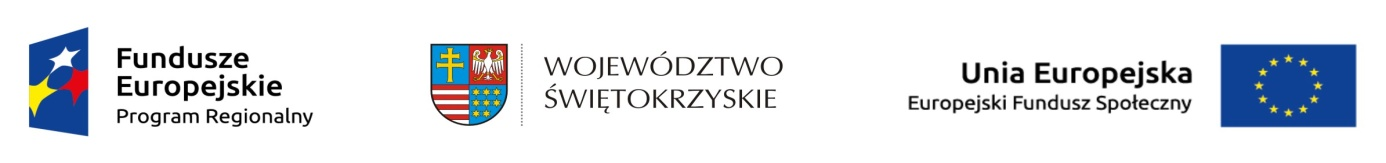 Fundusze
Europejskie
Program Regionalny
WOJEWÓDZTWO
ŚWIĘTOKRZYSKIE
Unia Europejska
Europejski Fundusz Społeczny